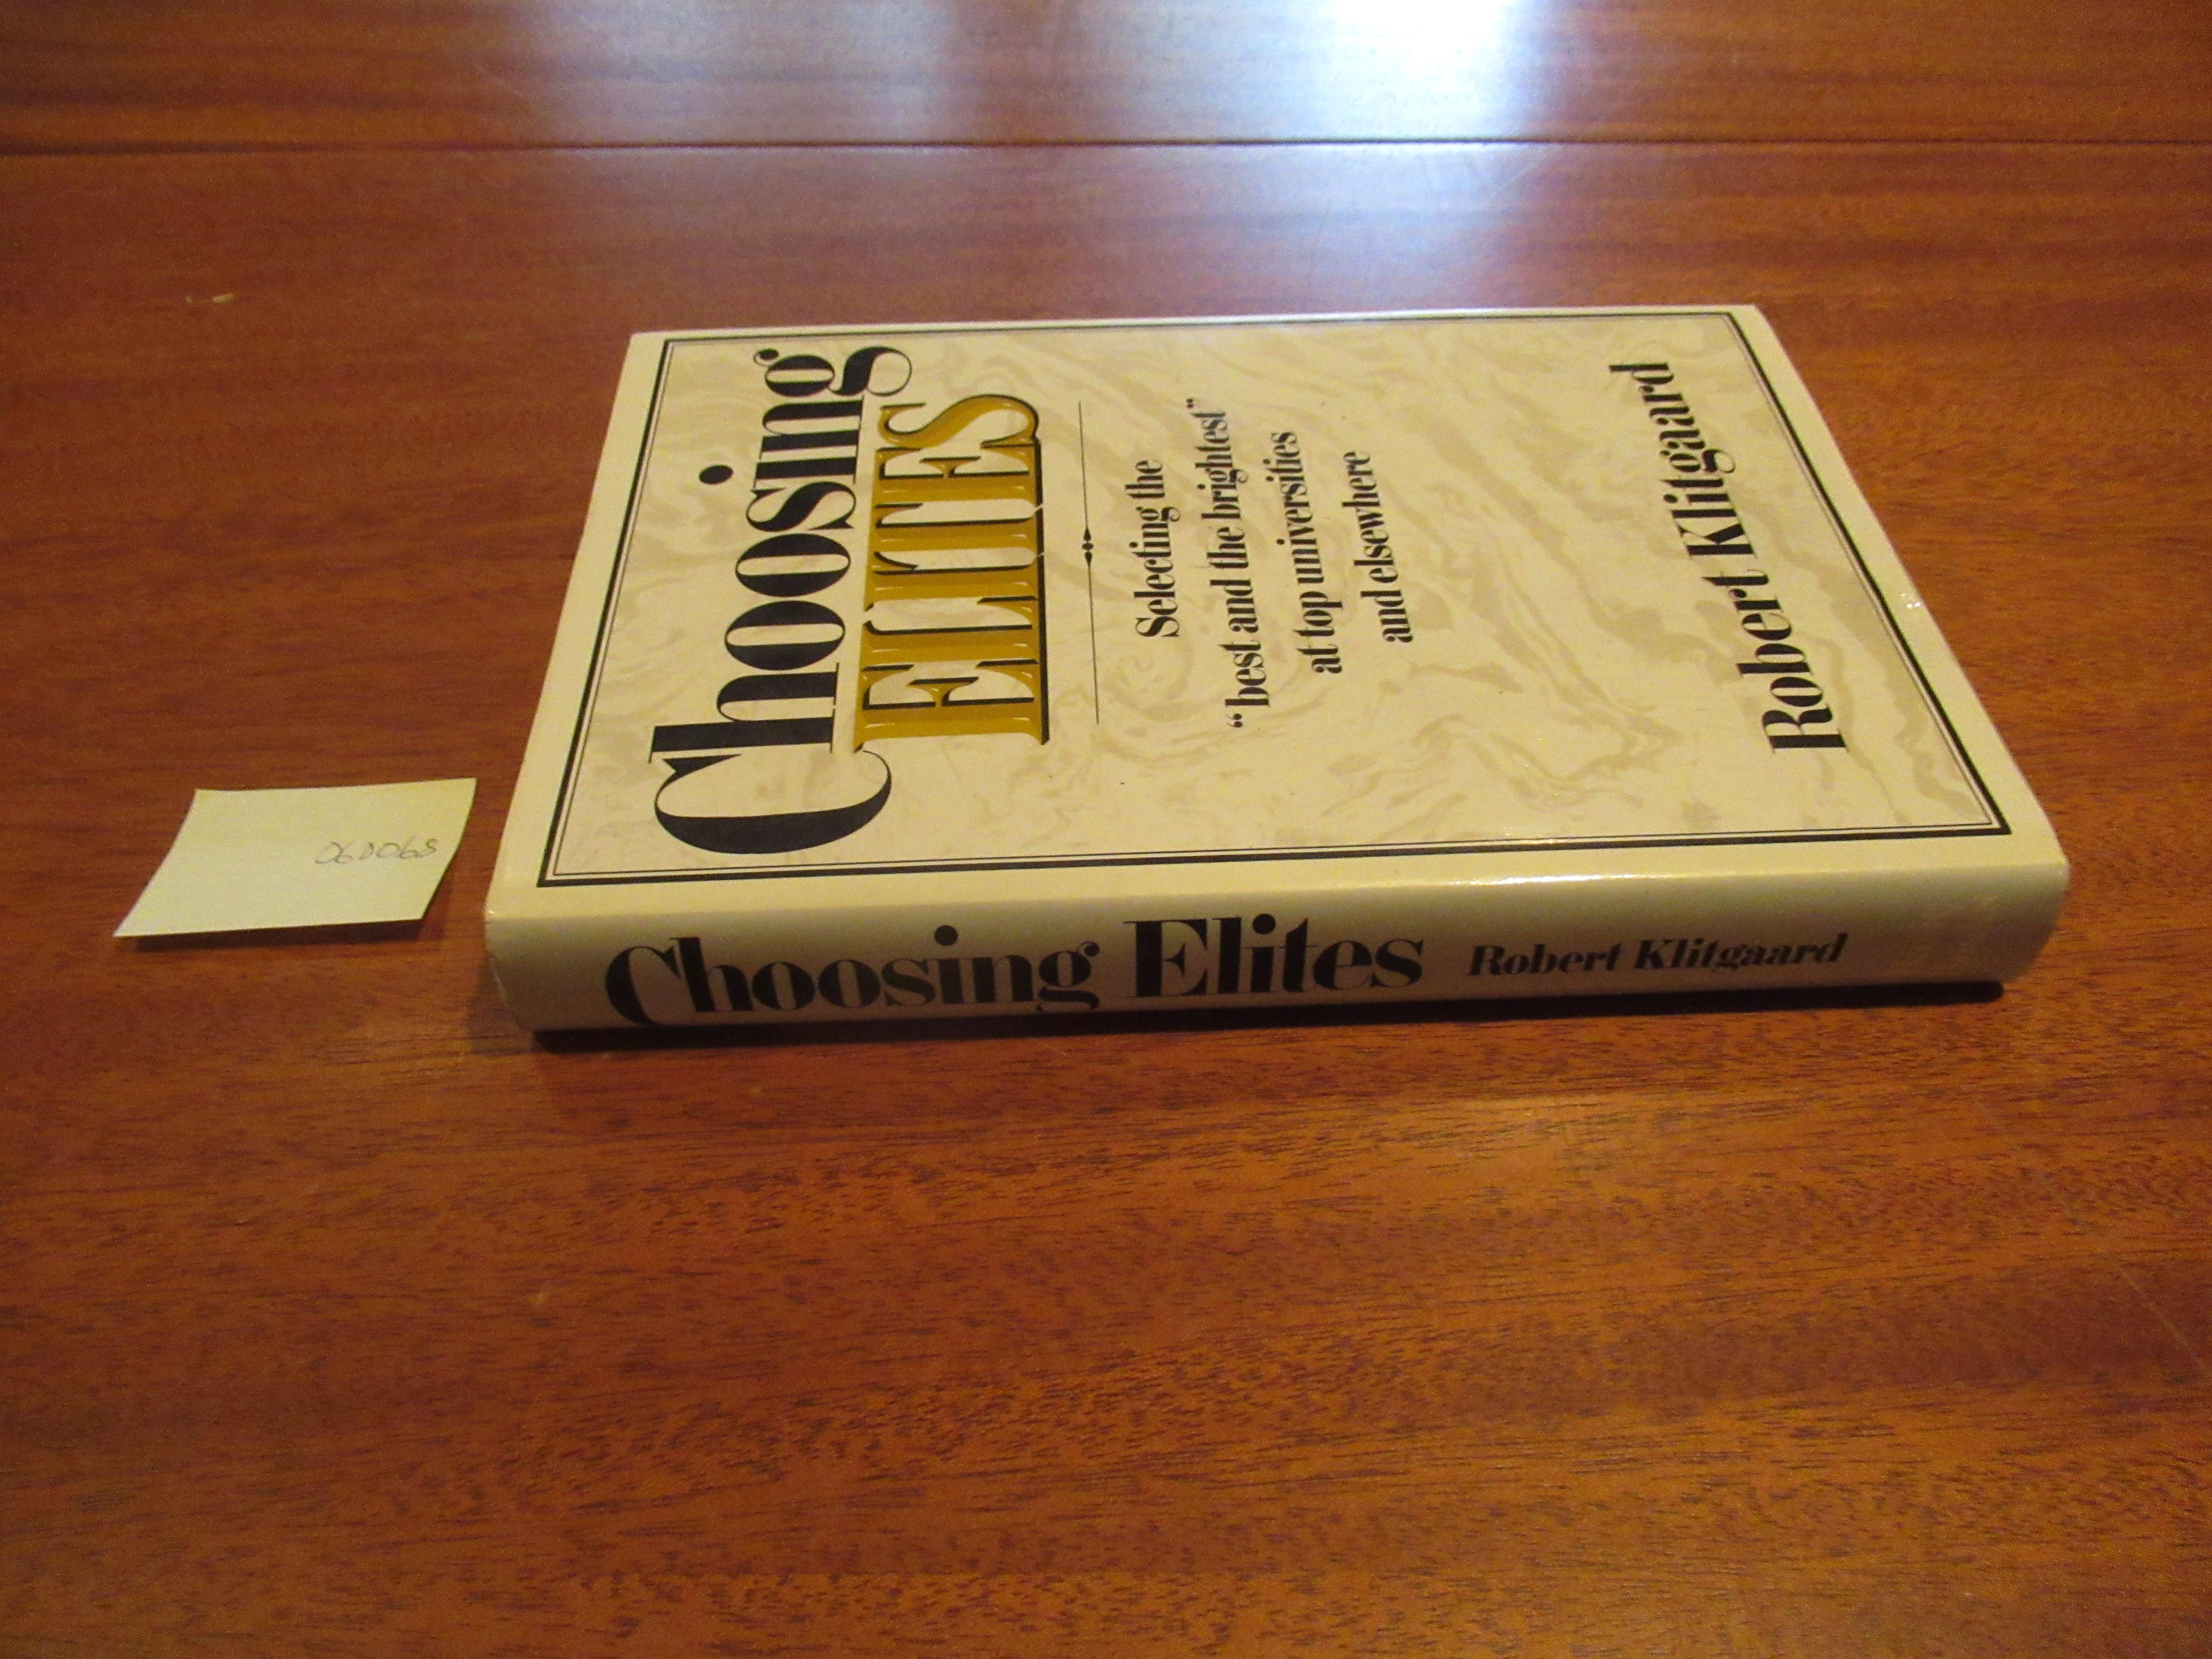 Choosing
ELITES
Selecting the
“best and the brightest”
at top universities
and elsewhere
Robert Klitgaard
Choosing Elites Robert Klitgaard